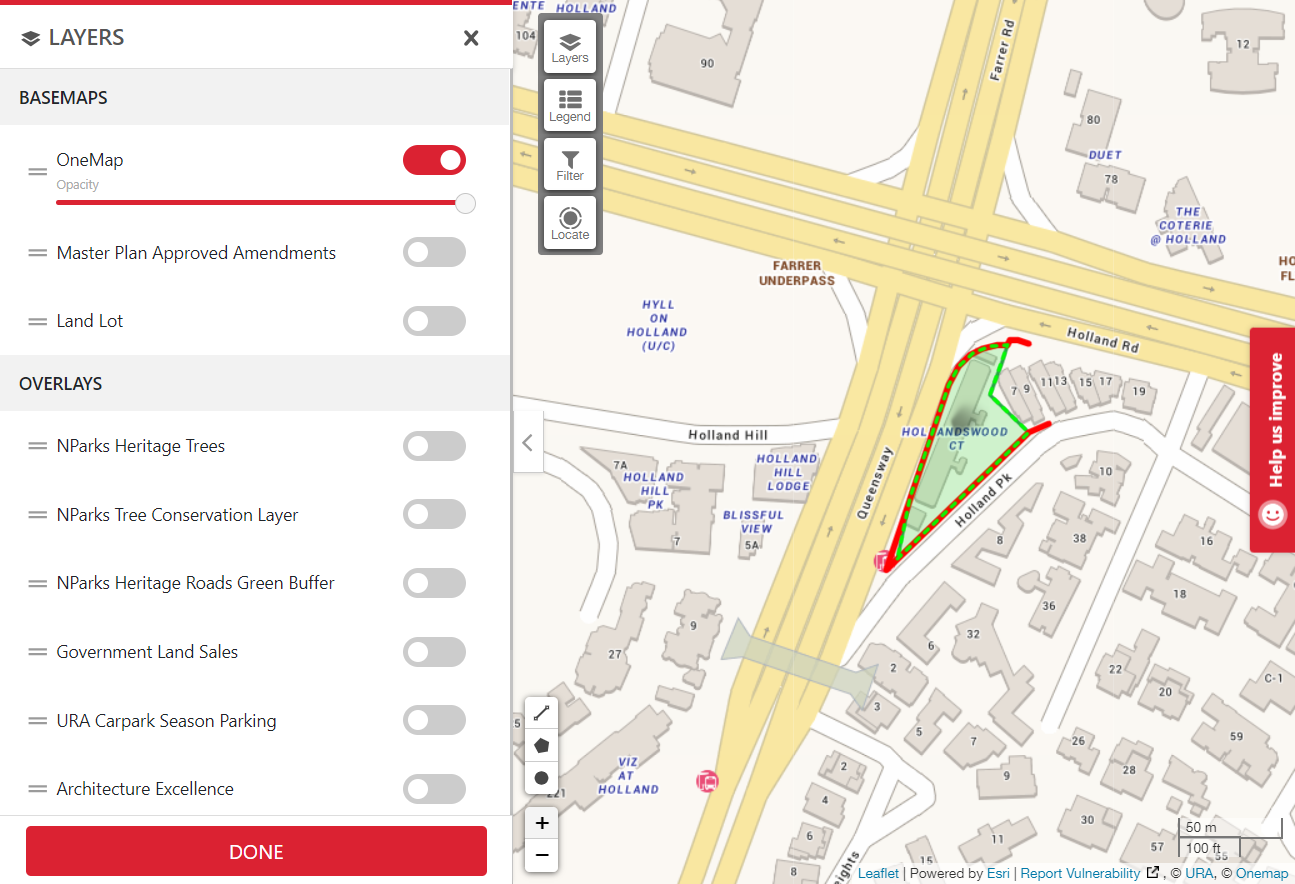 LAYERS
BASEMAPS
OneMap
Opacity
Master Plan Approved Amendments
Land Lot
OVERLAYS
NParks Heritage Trees
NParks Tree Conservation Layer
NParks Heritage Roads Green Buffer
Government Land Sales
URA Carpark Season Parking
Architecture Excellence
DONE
Layers
Legend
Filter
Locate
HOLLAND
104
90
Farrer Rd
12
80
DUET
78
THE
COTERIE
@ HOLLAND
FARRER
UNDERPASS
HYLL
ON
HOLLAND
(U/C)
Holland Rd
7
9
11
13
15
17
19
Help us improve
Holland Hill
HOLLANDSWOOD
CT
Queensway
Holland Pk
7A
HOLLAND
HILL
PK
7
HOLLAND
HILL
LODGE
BLISSFUL
VIEW
5A
10
8
38
16
36
18
9
27
6
32
2
22
20
C-1
3
5
7
26
59
28
9
VIZ
AT
HOLLAND
2
4
6
8
11
30
57
55
15
+
−
50 m
100 ft
Leaflet | Powered by Esri | Report Vulnerability , © URA, © Onemap